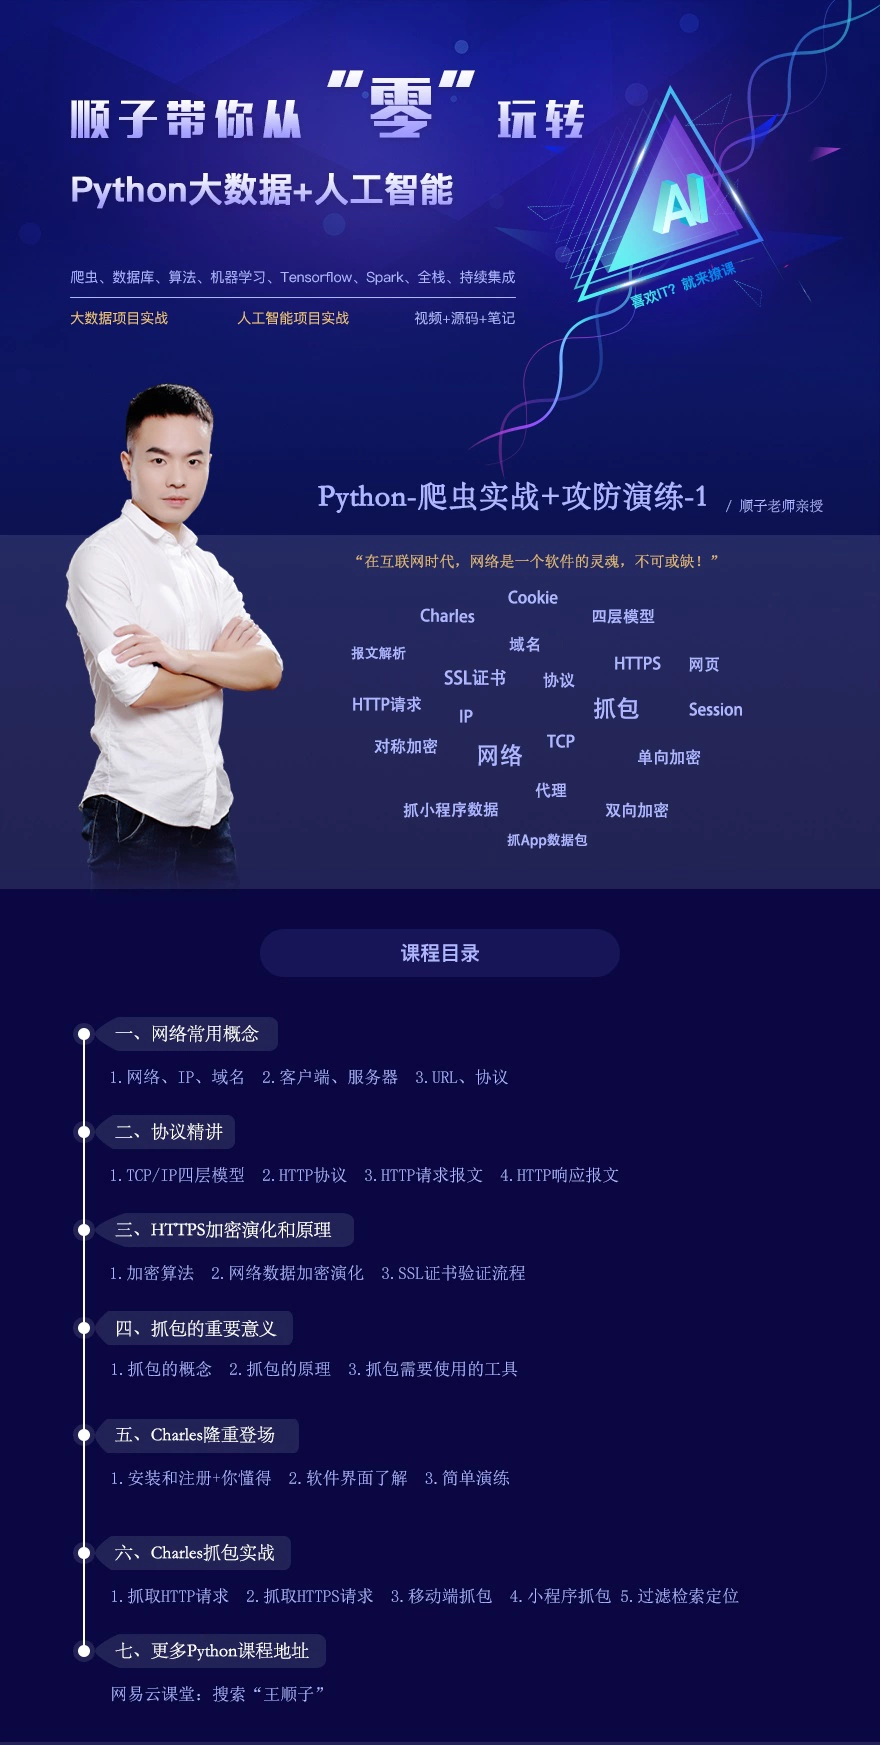 顺子带你从“零”玩转
Python大数据+人工智能
AI
喜欢IT？就来撩课
爬虫、数据库、算法、机器学习、Tensorflow、Spark、全栈、持续集成
大数据项目实战 人工智能项目实战 视频+源码+笔记
Python-爬虫实战+攻防演练-1 / 顺子老师亲授
“在互联网时代，网络是一个软件的灵魂，不可或缺！”
Cookie
Charles 四层模型
域名
报文解析 HTTPS 网页
SSL证书 协议
HTTP请求 IP 抓包 Session
对称加密 网络 TCP 单向加密
代理
抓小程序数据 双向加密
抓App数据包
课程目录
一、网络常用概念
1.网络、IP、域名 2.客户端、服务器 3.URL、协议
二、协议精讲
1.TCP/IP四层模型 2.HTTP协议 3.HTTP请求报文 4.HTTP响应报文
三、HTTPS加密演化和原理
1.加密算法 2.网络数据加密演化 3.SSL证书验证流程
四、抓包的重要意义
1.抓包的概念 2.抓包的原理 3.抓包需要使用的工具
五、Charles隆重登场
1.安装和注册+你懂得 2.软件界面了解 3.简单演练
六、Charles抓包实战
1.抓取HTTP请求 2.抓取HTTPS请求 3.移动端抓包 4.小程序抓包 5.过滤检索定位
七、更多Python课程地址
网易云课堂：搜索“王顺子”